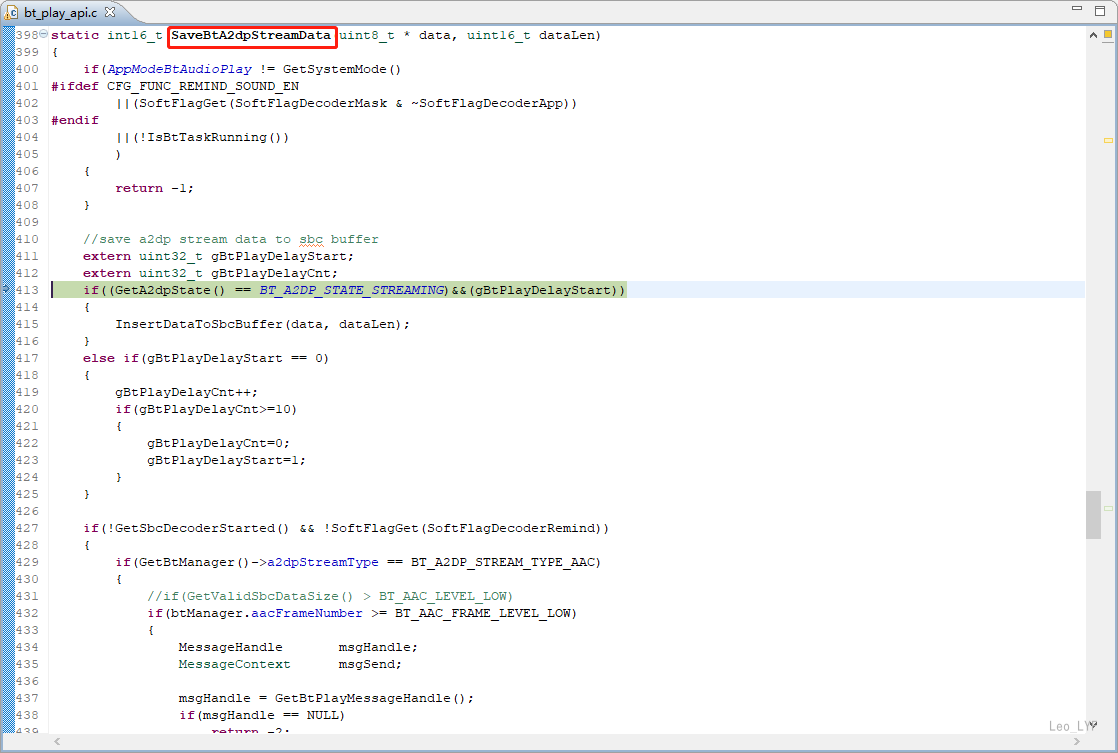 bt_play_api.c
398 static int16_t SaveBtA2dpStreamData(uint8_t * data, uint16_t dataLen)
399 {
400     if(AppModeBtAudioPlay != GetSystemMode()
401 #ifdef CFG_FUNC_REMIND_SOUND_EN
402         ||(SoftFlagGet(SoftFlagDecoderMask & ~SoftFlagDecoderApp))
403 #endif
404         ||(!IsBtTaskRunning())
405         )
406     {
407         return -1;
408     }
409
410     //save a2dp stream data to sbc buffer
411     extern uint32_t gBtPlayDelayStart;
412     extern uint32_t gBtPlayDelayCnt;
413     if((GetA2dpState() == BT_A2DP_STATE_STREAMING)&&(gBtPlayDelayStart))
414     {
415         InsertDataToSbcBuffer(data, dataLen);
416     }
417     else if(gBtPlayDelayStart == 0)
418     {
419         gBtPlayDelayCnt++;
420         if(gBtPlayDelayCnt>=10)
421         {
422             gBtPlayDelayCnt=0;
423             gBtPlayDelayStart=1;
424         }
425     }
426
427     if(!GetSbcDecoderStarted() && !SoftFlagGet(SoftFlagDecoderRemind))
428     {
429         if(GetBtManager()->a2dpStreamType == BT_A2DP_STREAM_TYPE_AAC)
430         {
431             //if(GetValidSbcDataSize() > BT_AAC_LEVEL_LOW)
432             if(btManager.aacFrameNumber >= BT_AAC_FRAME_LEVEL_LOW)
433             {
434                 MessageHandle       msgHandle;
435                 MessageContext      msgSend;
436
437                 msgHandle = GetBtPlayMessageHandle();
438                 if(msgHandle == NULL)
439                     return -2;